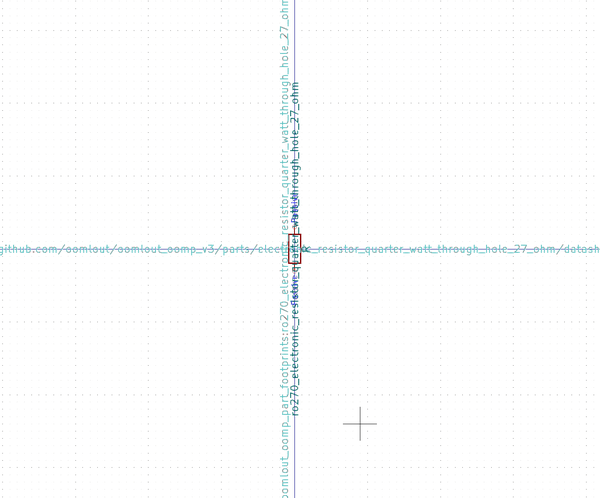 oomlout_oomp_part_footprints:ro270_electronic_resistor_quarter_watt_through_hole_27_ohm
ro270_electronic_resistor_quarter_watt_through_hole_27_ohm
github.com/oomlout/oomlout_oomp_v3/parts/electronic_resistor_quarter_watt_through_hole_27_ohm/datash